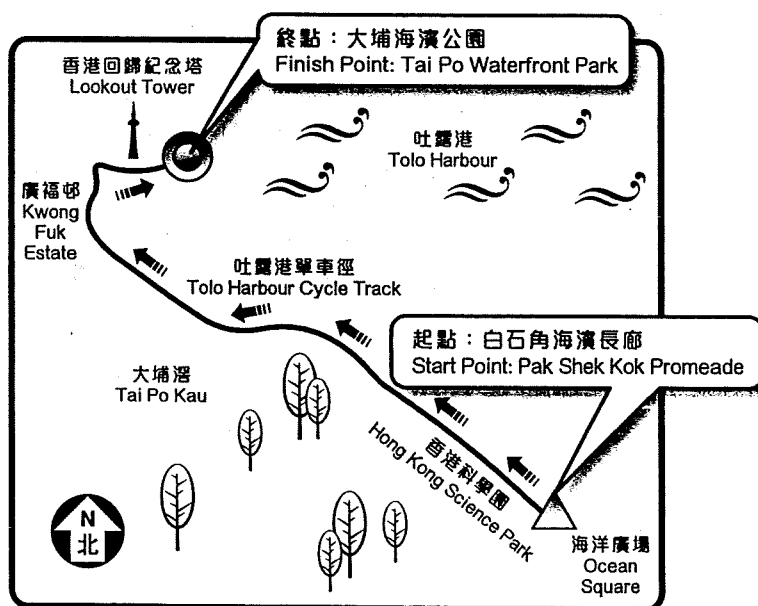 終點：大埔海濱公園
Finish Point: Tai Po Waterfront Park
香港回歸紀念塔
Lookout Tower
吐露港
Tolo Harbour
廣福邨
Kwong
Fuk
Estate
吐露港單車徑
Tolo Harbour Cycle Track
起點：白石角海濱長廊
Start Point: Pak Shek Kok Promeade
大埔滘
Tai Po Kau
香港科學園
Hong Kong Science Park
N
北
海洋廣場
Ocean
Square